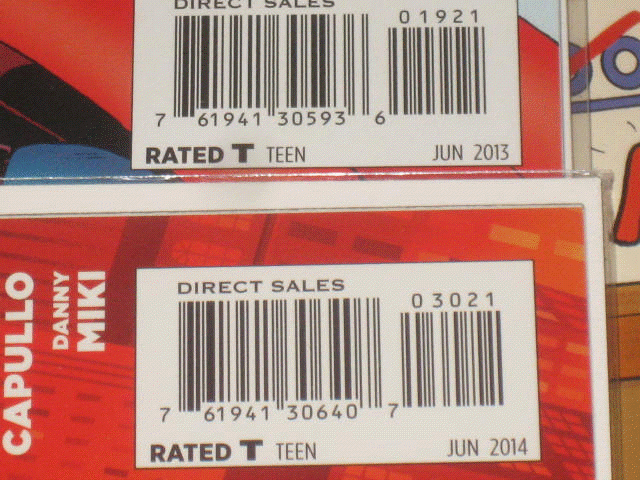 DIRECT SALES
01921
7 61941 30593 6
RATED T TEEN JUN 2013
CAPULLO
DANNY
MIKI
DIRECT SALES
03021
7 61941 30640 7
RATED T TEEN JUN 2014